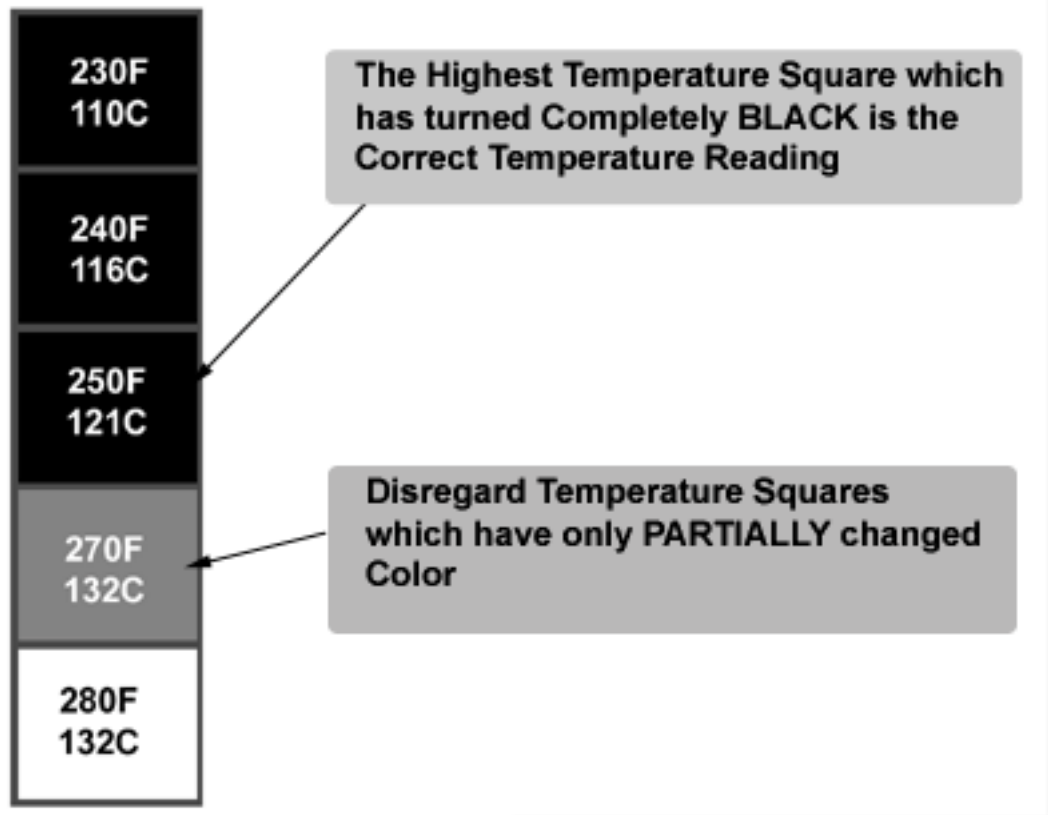 230F
110C
The Highest Temperature Square which
has turned Completely BLACK is the
Correct Temperature Reading
240F
116C
250F
121C
Disregard Temperature Squares
which have only PARTIALLY changed
Color
270F
132C
280F
132C